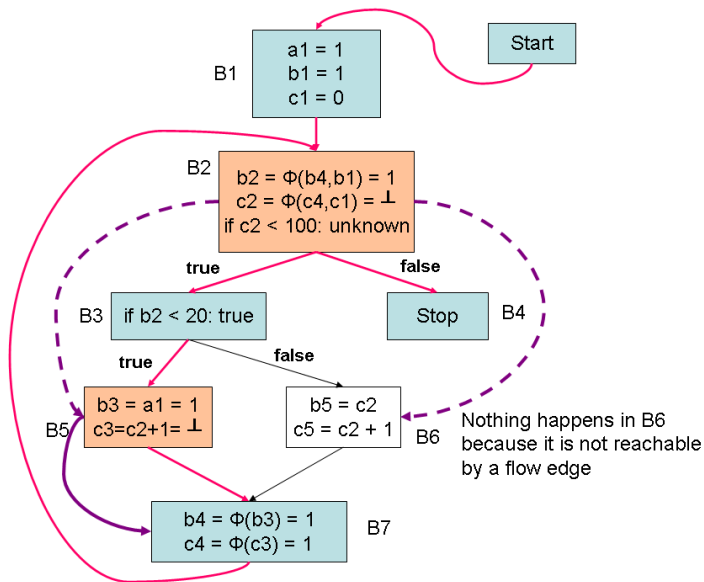 Start
B1
a1 = 1
b1 = 1
c1 = 0
B2
b2 = Φ(b4,b1) = 1
c2 = Φ(c4,c1) = ┴
if c2 < 100: unknown
true
false
B3
if b2 < 20: true
Stop
B4
true
false
B5
b3 = a1 = 1
c3=c2+1= ┴
b5 = c2
c5 = c2 + 1
B6
Nothing happens in B6
because it is not reachable
by a flow edge
b4 = Φ(b3) = 1
c4 = Φ(c3) = 1
B7